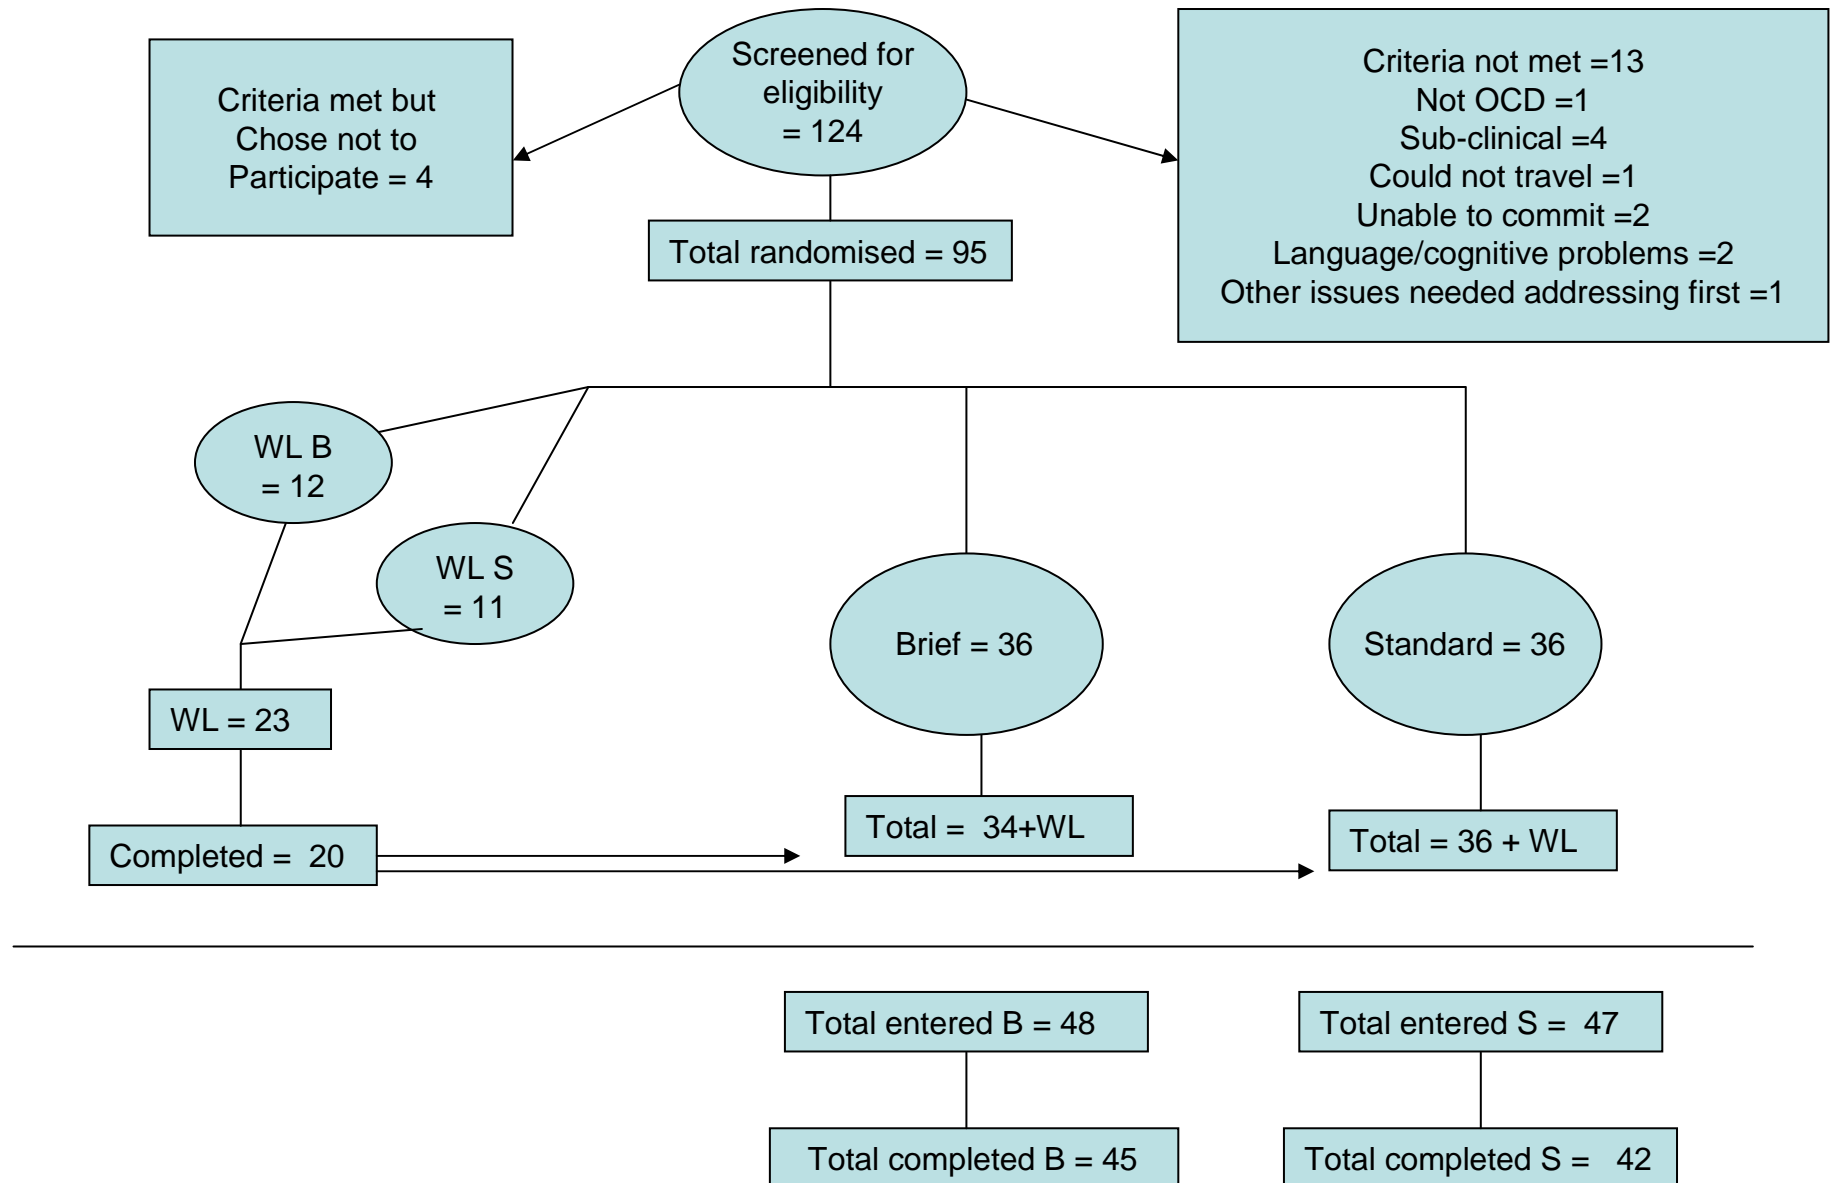 Criteria met but
Chose not to
Participate = 4
Screened for
eligibility
= 124
Criteria not met =13
Not OCD =1
Sub-clinical =4
Could not travel =1
Unable to commit =2
Language/cognitive problems =2
Other issues needed addressing first =1
Total randomised = 95
WL B
= 12
WL S
= 11
Brief = 36
Standard = 36
WL = 23
Total = 34+WL
Total = 36 + WL
Completed = 20
Total entered B = 48
Total entered S = 47
Total completed B = 45
Total completed S = 42